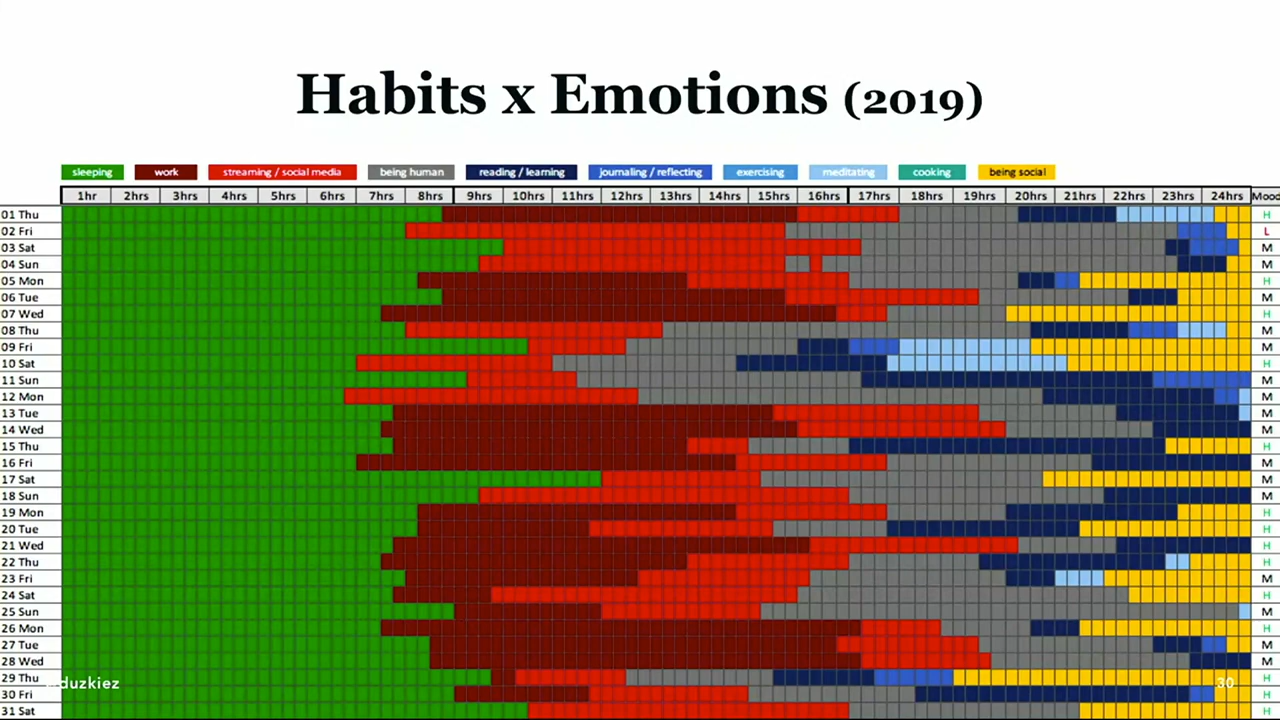 Habits x Emotions (2019)
sleeping work streaming / social media being human reading / learning journaling / reflecting exercising meditating cooking being social
1hr 2hrs 3hrs 4hrs 5hrs 6hrs 7hrs 8hrs 9hrs 10hrs 11hrs 12hrs 13hrs 14hrs 15hrs 16hrs 17hrs 18hrs 19hrs 20hrs 21hrs 22hrs 23hrs 24hrs Mood
01 Thu H
02 Fri L
03 Sat M
04 Sun M
05 Mon H
06 Tue M
07 Wed H
08 Thu M
09 Fri M
10 Sat H
11 Sun M
12 Mon M
13 Tue M
14 Wed M
15 Thu H
16 Fri M
17 Sat M
18 Sun M
19 Mon H
20 Tue H
21 Wed H
22 Thu H
23 Fri M
24 Sat H
25 Sun M
26 Mon H
27 Tue M
28 Wed M
29 Thu H
30 Fri H
31 Sat H
30